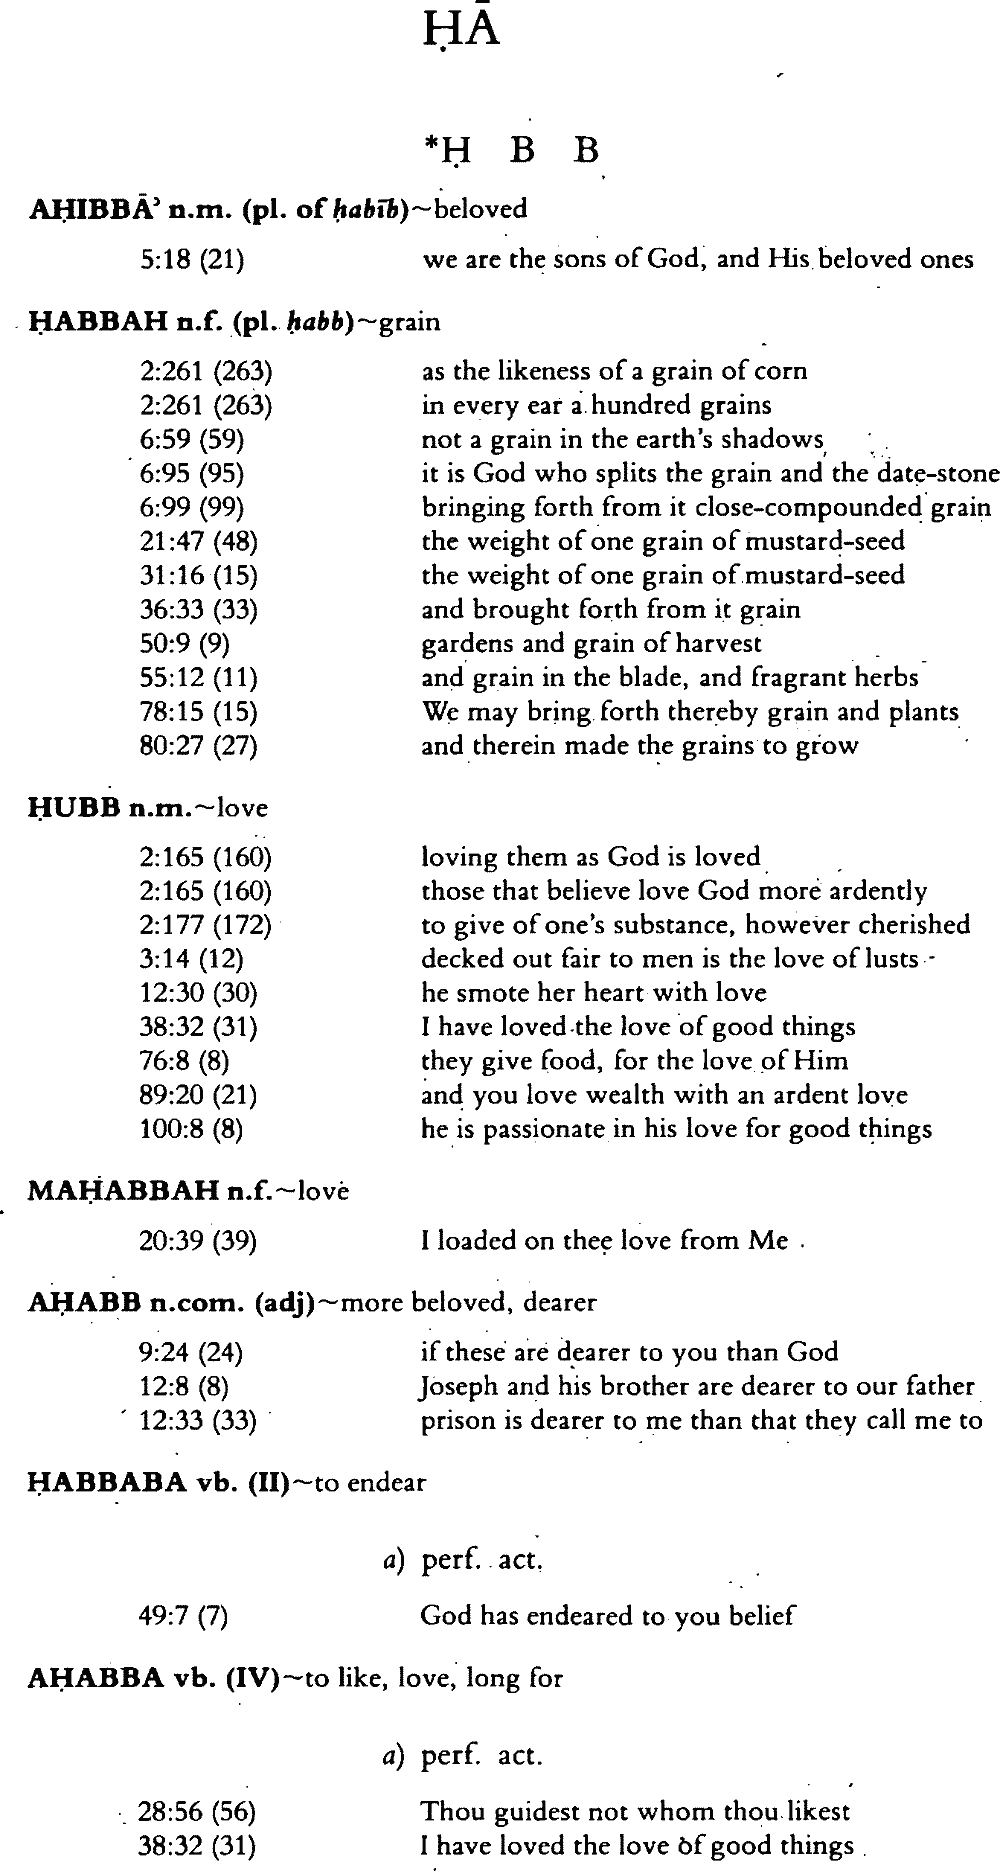 ḤĀ
*Ḥ B B
AḤIBBĀʾ n.m. (pl. of ḥabīb)~beloved
5:18 (21) we are the sons of God, and His beloved ones
ḤABBAH n.f. (pl. ḥabb)~grain
2:261 (263) as the likeness of a grain of corn
2:261 (263) in every ear a hundred grains
6:59 (59) not a grain in the earth's shadows
6:95 (95) it is God who splits the grain and the date-stone
6:99 (99) bringing forth from it close-compounded grain
21:47 (48) the weight of one grain of mustard-seed
31:16 (15) the weight of one grain of mustard-seed
36:33 (33) and brought forth from it grain
50:9 (9) gardens and grain of harvest
55:12 (11) and grain in the blade, and fragrant herbs
78:15 (15) We may bring forth thereby grain and plants
80:27 (27) and therein made the grains to grow
ḤUBB n.m.~love
2:165 (160) loving them as God is loved
2:165 (160) those that believe love God more ardently
2:177 (172) to give of one's substance, however cherished
3:14 (12) decked out fair to men is the love of lusts
12:30 (30) he smote her heart with love
38:32 (31) I have loved the love of good things
76:8 (8) they give food, for the love of Him
89:20 (21) and you love wealth with an ardent love
100:8 (8) he is passionate in his love for good things
MAḤABBAH n.f.~love
20:39 (39) I loaded on thee love from Me
AḤABB n.com. (adj)~more beloved, dearer
9:24 (24) if these are dearer to you than God
12:8 (8) Joseph and his brother are dearer to our father
12:33 (33) prison is dearer to me than that they call me to
ḤABBABA vb. (II)~to endear
a) perf. act.
49:7 (7) God has endeared to you belief
AḤABBA vb. (IV)~to like, love, long for
a) perf. act.
28:56 (56) Thou guidest not whom thou likest
38:32 (31) I have loved the love of good things